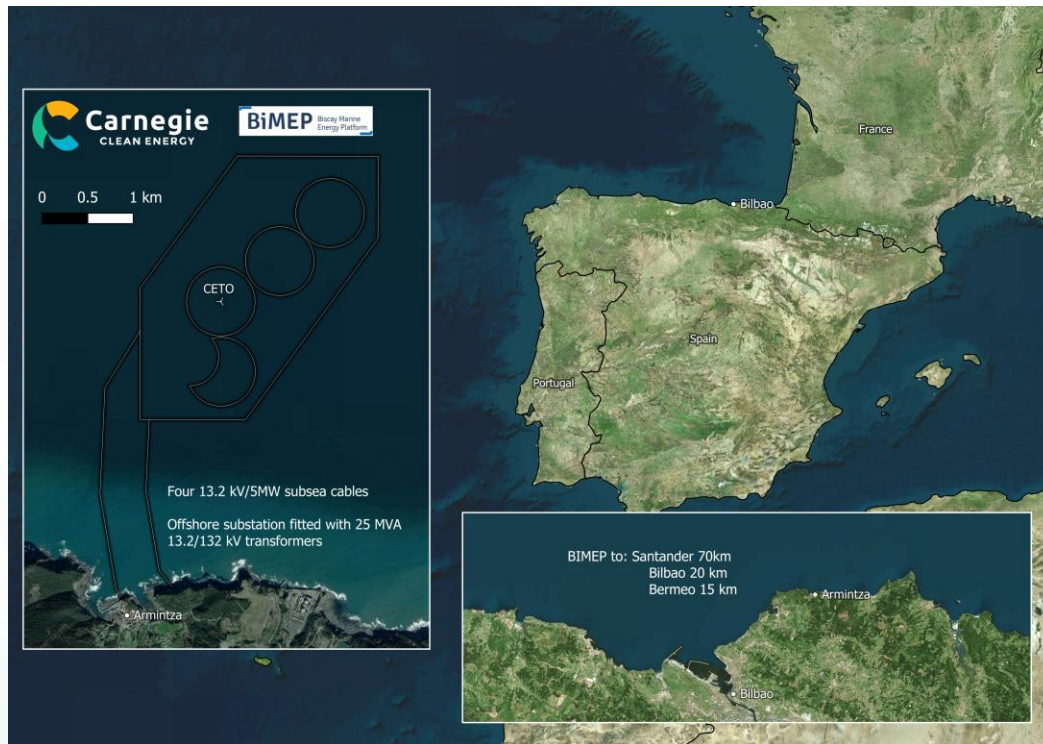 Carnegie
CLEAN ENERGY
BiMEP
Biscay Marine
Energy Platform
0 0.5 1 km
CETO
Four 13.2 kV/5MW subsea cables
Offshore substation fitted with 25 MVA
13.2/132 kV transformers
Armintza
France
Bilbao
Spain
Portugal
BIMEP to: Santander 70km
Bilbao 20 km
Bermeo 15 km
Armintza
Bilbao